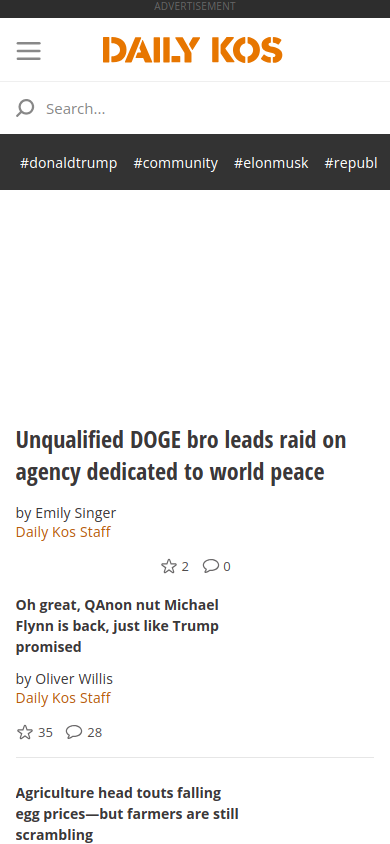 ADVERTISEMENT
DAILY KOS
Search...
#donaldtrump #community #elonmusk #republ
Unqualified DOGE bro leads raid on
agency dedicated to world peace
by Emily Singer
Daily Kos Staff
2 0
Oh great, QAnon nut Michael
Flynn is back, just like Trump
promised
by Oliver Willis
Daily Kos Staff
35 28
Agriculture head touts falling
egg prices—but farmers are still
scrambling